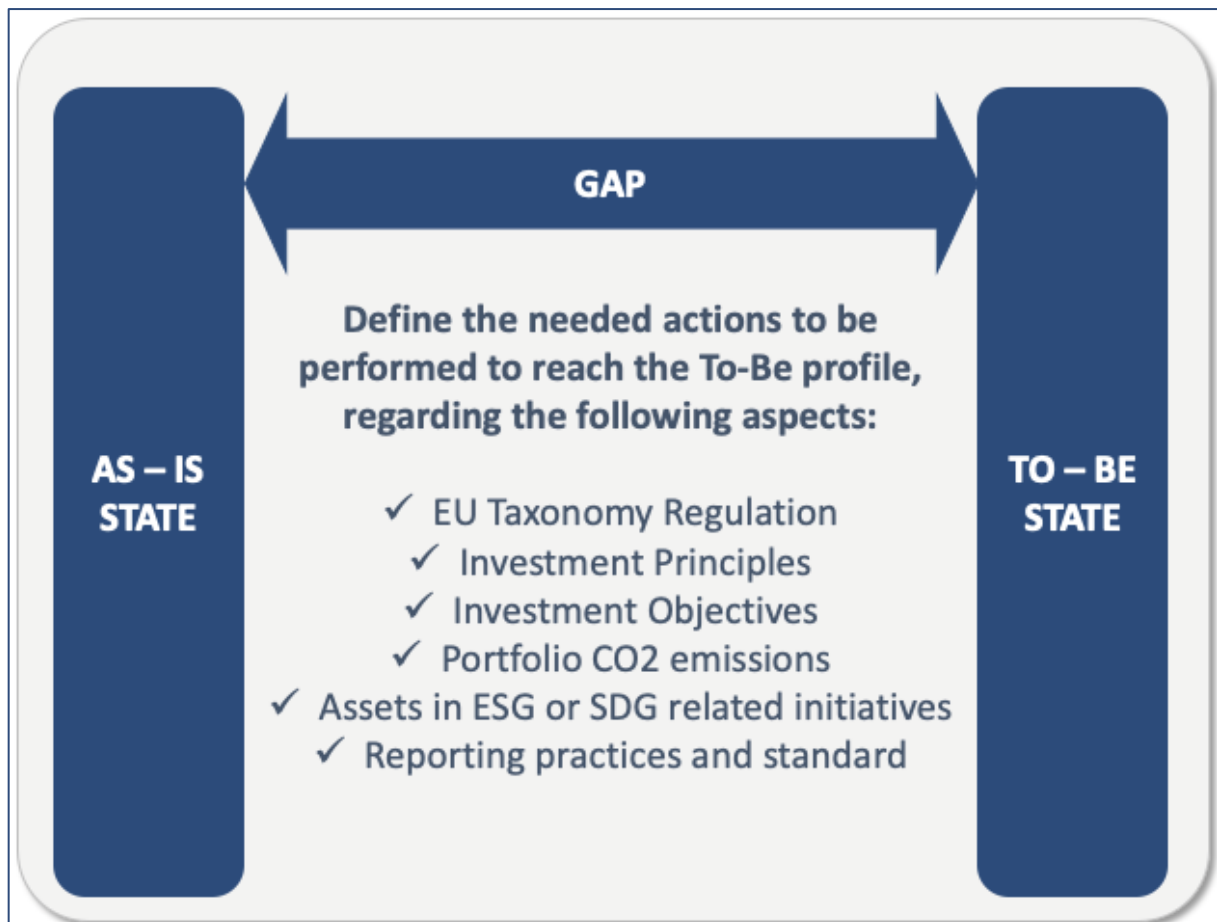 GAP
Define the needed actions to be
performed to reach the To-Be profile,
regarding the following aspects:
AS – IS
STATE
TO – BE
STATE
✓ EU Taxonomy Regulation
✓ Investment Principles
✓ Investment Objectives
✓ Portfolio CO2 emissions
✓ Assets in ESG or SDG related initiatives
✓ Reporting practices and standard